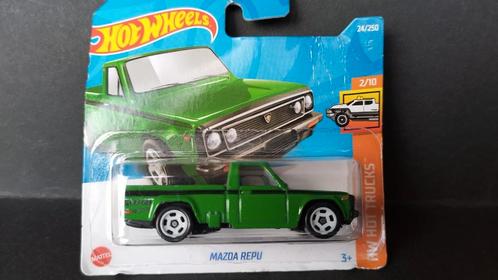 Hot Wheels
24/250
2/10
HW HOT TRUCKS
MAZDA REPU
MATTEL
3+